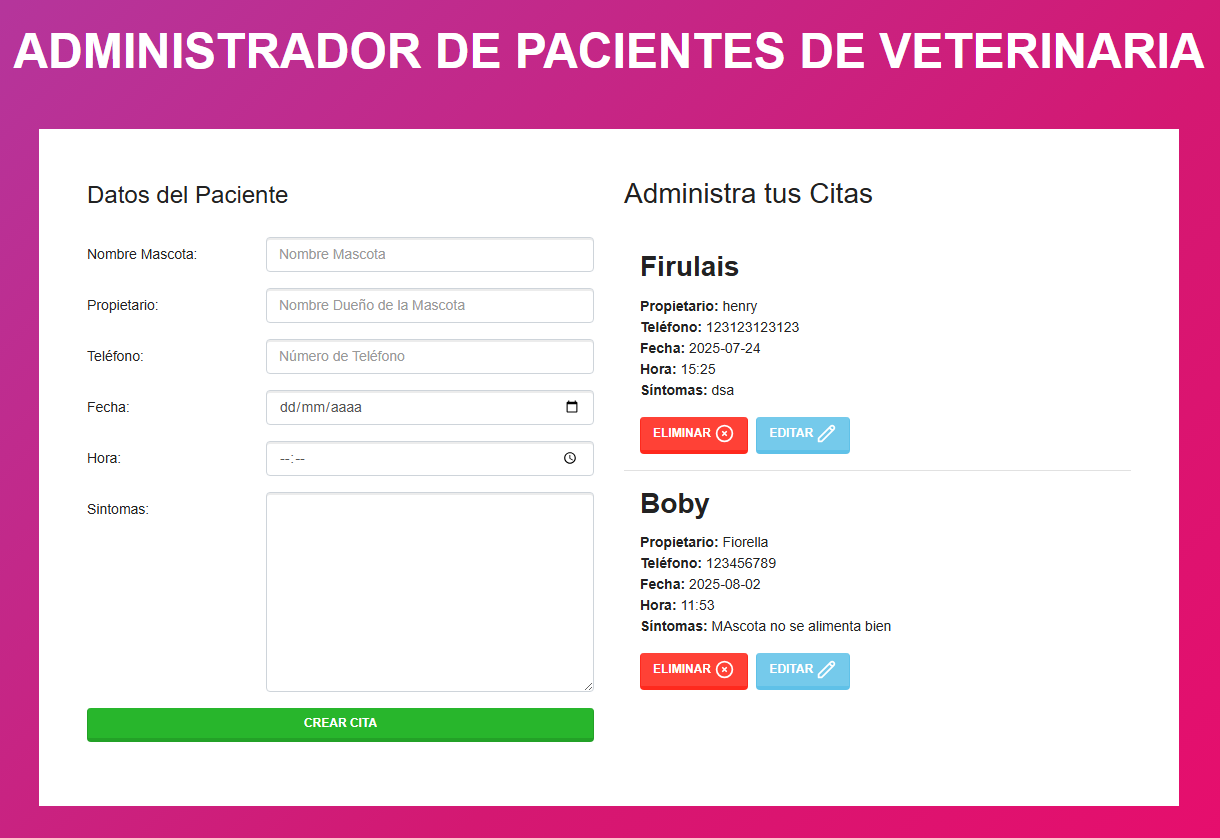 ADMINISTRADOR DE PACIENTES DE VETERINARIA
Datos del Paciente
Nombre Mascota:
Nombre Mascota
Propietario:
Nombre Dueño de la Mascota
Teléfono:
Número de Teléfono
Fecha:
dd/mm/aaaa
Hora:
--:--
Sintomas:
CREAR CITA
Administra tus Citas
Firulais
Propietario: henry
Teléfono: 123123123123
Fecha: 2025-07-24
Hora: 15:25
Síntomas: dsa
ELIMINAR
EDITAR
Boby
Propietario: Fiorella
Teléfono: 123456789
Fecha: 2025-08-02
Hora: 11:53
Síntomas: MAscota no se alimenta bien
ELIMINAR
EDITAR